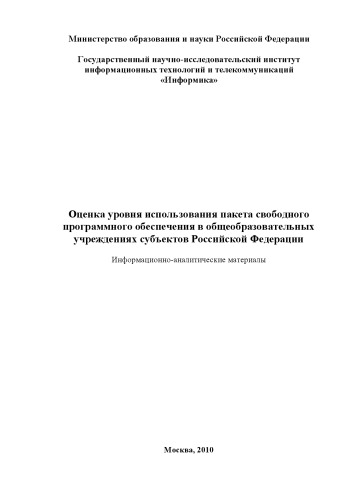 Министерство образования и науки Российской Федерации
Государственный научно-исследовательский институт
информационных технологий и телекоммуникаций
«Информика»
Оценка уровня использования пакета свободного
программного обеспечения в общеобразовательных
учреждениях субъектов Российской Федерации
Информационно-аналитические материалы
Москва, 2010